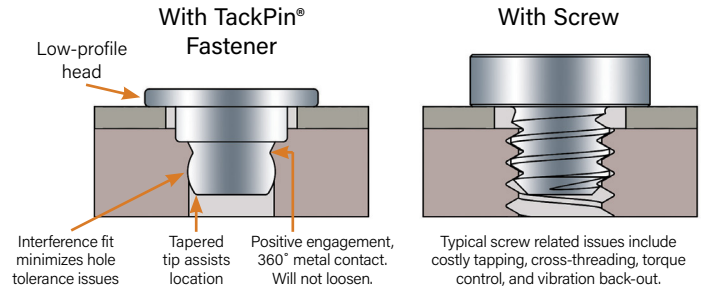 With TackPin®
Fastener
Low-profile
head
Interference fit
minimizes hole
tolerance issues
Tapered
tip assists
location
Positive engagement,
360˚ metal contact.
Will not loosen.
With Screw
Typical screw related issues include
costly tapping, cross-threading, torque
control, and vibration back-out.